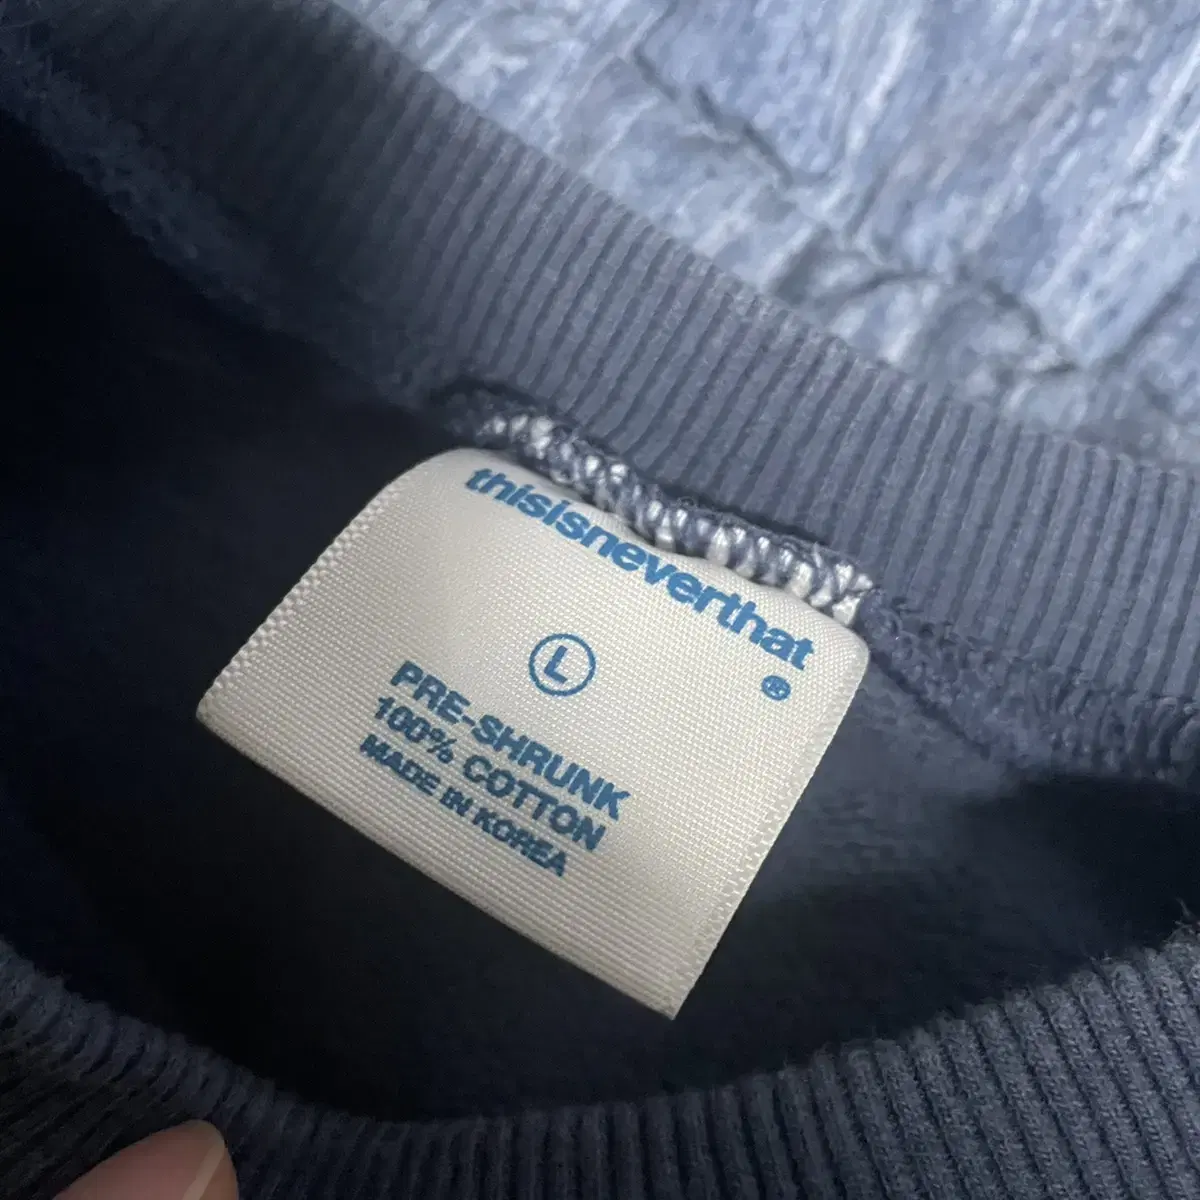 thisisneverthat
®
L
PRE-SHRUNK
100% COTTON
MADE IN KOREA